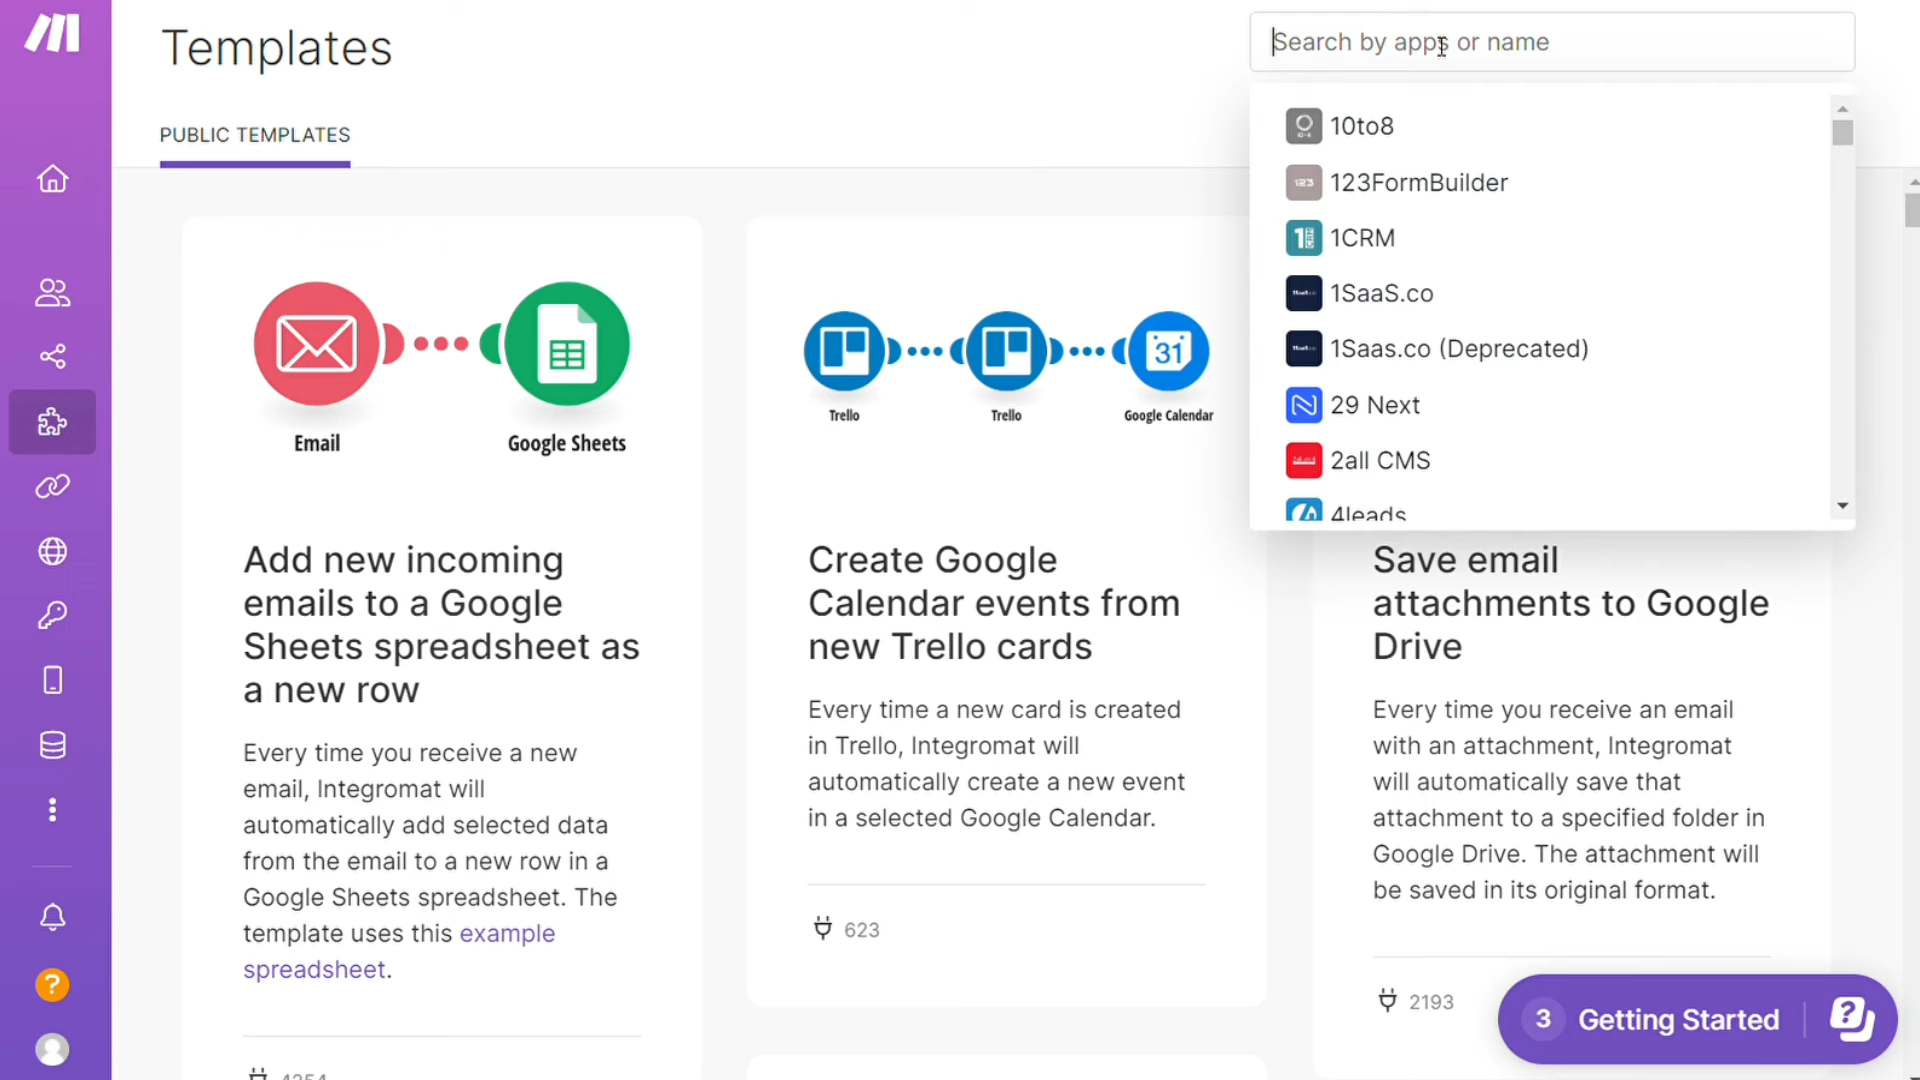 Templates
Search by apps or name
PUBLIC TEMPLATES
10to8
123FormBuilder
1CRM
1SaaS.co
1Saas.co (Deprecated)
29 Next
2all CMS
4leads
Email
Google Sheets
Trello
Trello
31
Google Calendar
Add new incoming
emails to a Google
Sheets spreadsheet as
a new row
Every time you receive a new
email, Integromat will
automatically add selected data
from the email to a new row in a
Google Sheets spreadsheet. The
template uses this example
spreadsheet.
Create Google
Calendar events from
new Trello cards
Every time a new card is created
in Trello, Integromat will
automatically create a new event
in a selected Google Calendar.
623
Save email
attachments to Google
Drive
Every time you receive an email
with an attachment, Integromat
will automatically save that
attachment to a specified folder in
Google Drive. The attachment will
be saved in its original format.
2193
3 Getting Started